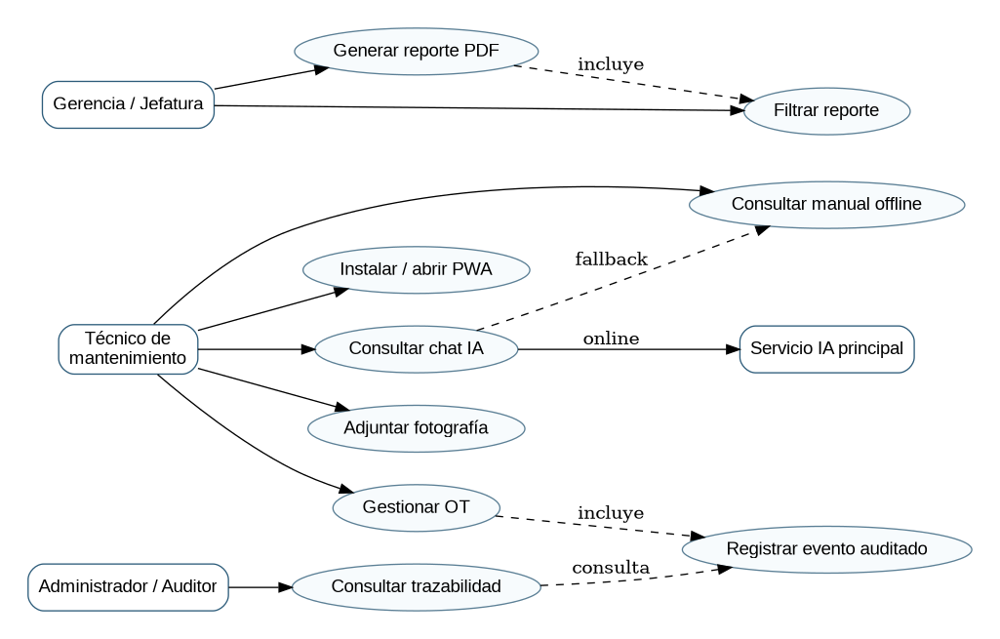 Generar reporte PDF
incluye
Gerencia / Jefatura
Filtrar reporte
Consultar manual offline
fallback
Instalar / abrir PWA
Técnico de
mantenimiento
Consultar chat IA
online
Servicio IA principal
Adjuntar fotografía
Gestionar OT
incluye
Registrar evento auditado
consulta
Administrador / Auditor
Consultar trazabilidad